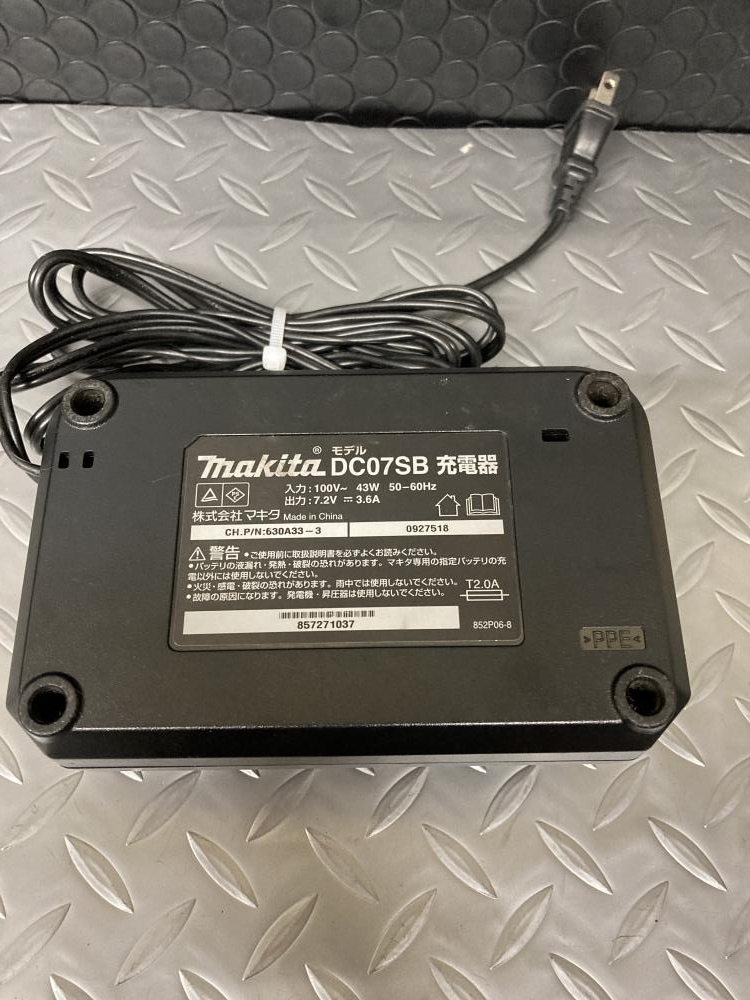 makita® モデル DC07SB 充電器
入力:100V~ 43W 50-60Hz
出力:7.2V ⎓ 3.6A
株式会社マキタ Made in China
CH.P/N:630A33-3 0927518
⚠警告 •ご使用前に取扱説明書を必ずよくお読みください。
•バッテリの液漏れ・発熱・破裂の恐れがあります。マキタ専用の指定バッテリの充
電以外には使用しないでください。
•火災・感電・破裂の恐れがあります。雨中では使用しないでください。
•故障の原因になります。発電機・昇圧器は使用しないでください。
T2.0A
857271037
852P06-8
>PPE<